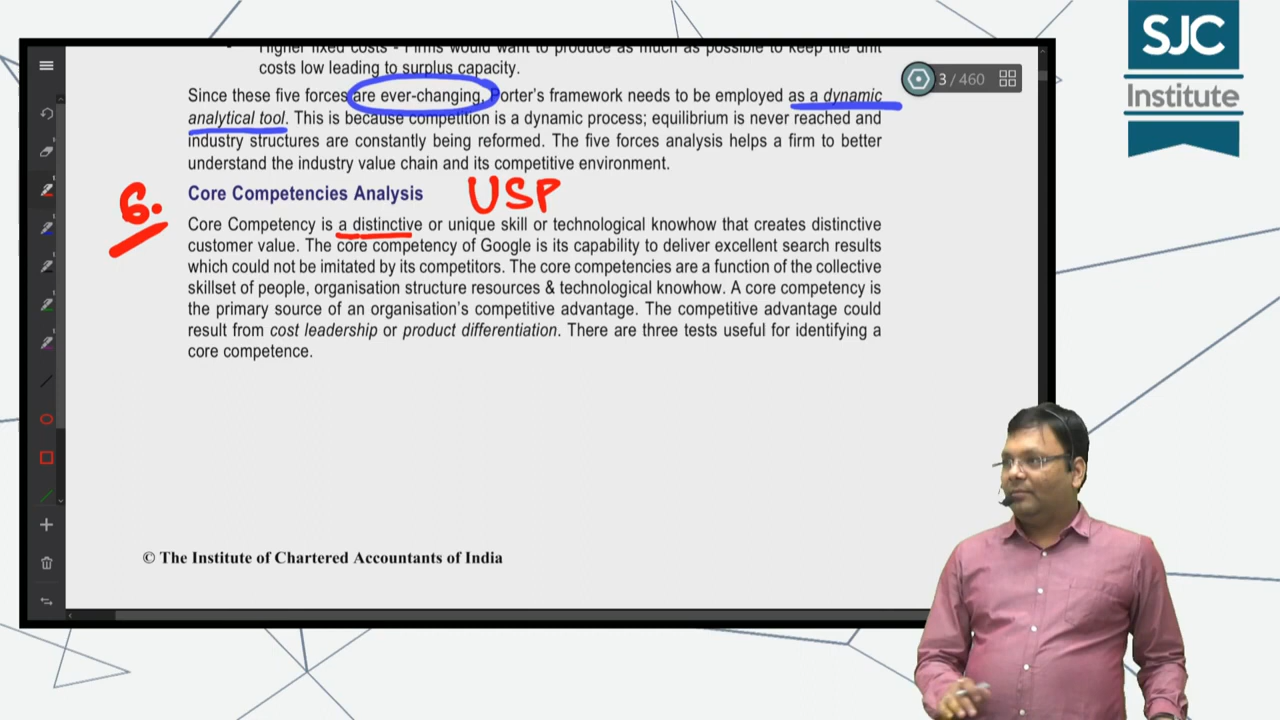 Higher fixed costs - Firms would want to produce as much as possible to keep the unit
costs low leading to surplus capacity.
Since these five forces are ever-changing, Porter's framework needs to be employed as a dynamic
analytical tool. This is because competition is a dynamic process; equilibrium is never reached and
industry structures are constantly being reformed. The five forces analysis helps a firm to better
understand the industry value chain and its competitive environment.
6. Core Competencies Analysis USP
Core Competency is a distinctive or unique skill or technological knowhow that creates distinctive
customer value. The core competency of Google is its capability to deliver excellent search results
which could not be imitated by its competitors. The core competencies are a function of the collective
skillset of people, organisation structure resources & technological knowhow. A core competency is
the primary source of an organisation's competitive advantage. The competitive advantage could
result from cost leadership or product differentiation. There are three tests useful for identifying a
core competence.
© The Institute of Chartered Accountants of India
3 / 460
SJC
Institute